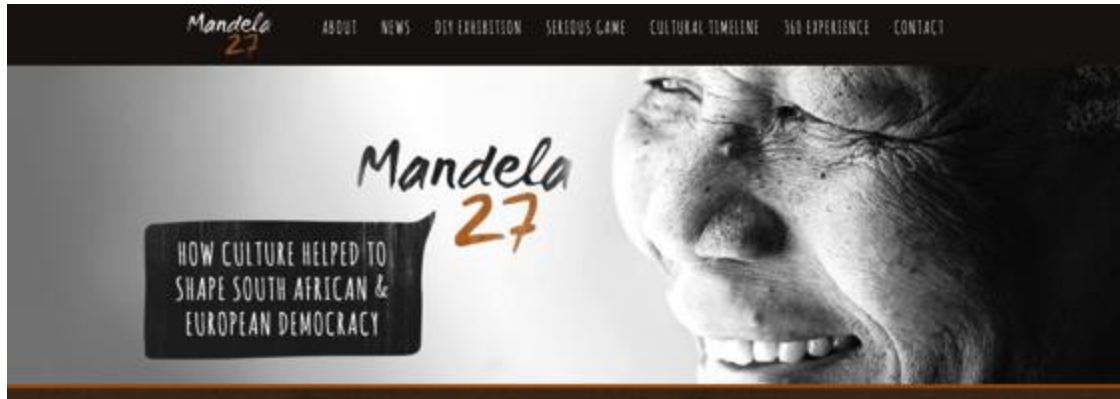 Mandela
27
ABOUT NEWS DIY EXHIBITION SERIOUS GAME CULTURAL TIMELINE 360 EXPERIENCE CONTACT
Mandela
27
HOW CULTURE HELPED TO
SHAPE SOUTH AFRICAN &
EUROPEAN DEMOCRACY